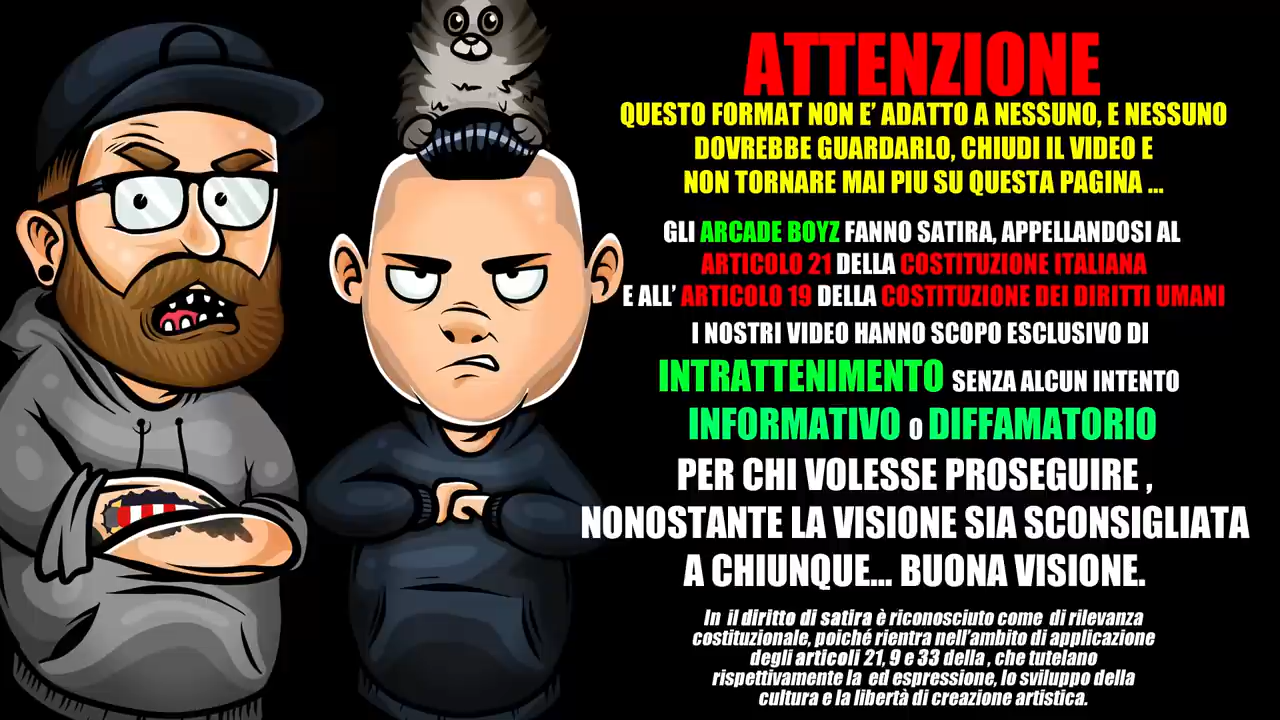 ATTENZIONE
QUESTO FORMAT NON E' ADATTO A NESSUNO, E NESSUNO
DOVREBBE GUARDARLO, CHIUDI IL VIDEO E
NON TORNARE MAI PIU SU QUESTA PAGINA ...
GLI ARCADE BOYZ FANNO SATIRA, APPELLANDOSI AL
ARTICOLO 21 DELLA COSTITUZIONE ITALIANA
E ALL' ARTICOLO 19 DELLA COSTITUZIONE DEI DIRITTI UMANI
I NOSTRI VIDEO HANNO SCOPO ESCLUSIVO DI
INTRATTENIMENTO SENZA ALCUN INTENTO
INFORMATIVO O DIFFAMATORIO
PER CHI VOLESSE PROSEGUIRE ,
NONOSTANTE LA VISIONE SIA SCONSIGLIATA
A CHIUNQUE... BUONA VISIONE.
In il diritto di satira è riconosciuto come di rilevanza
costituzionale, poiché rientra nell'ambito di applicazione
degli articoli 21, 9 e 33 della , che tutelano
rispettivamente la ed espressione, lo sviluppo della
cultura e la libertà di creazione artistica.